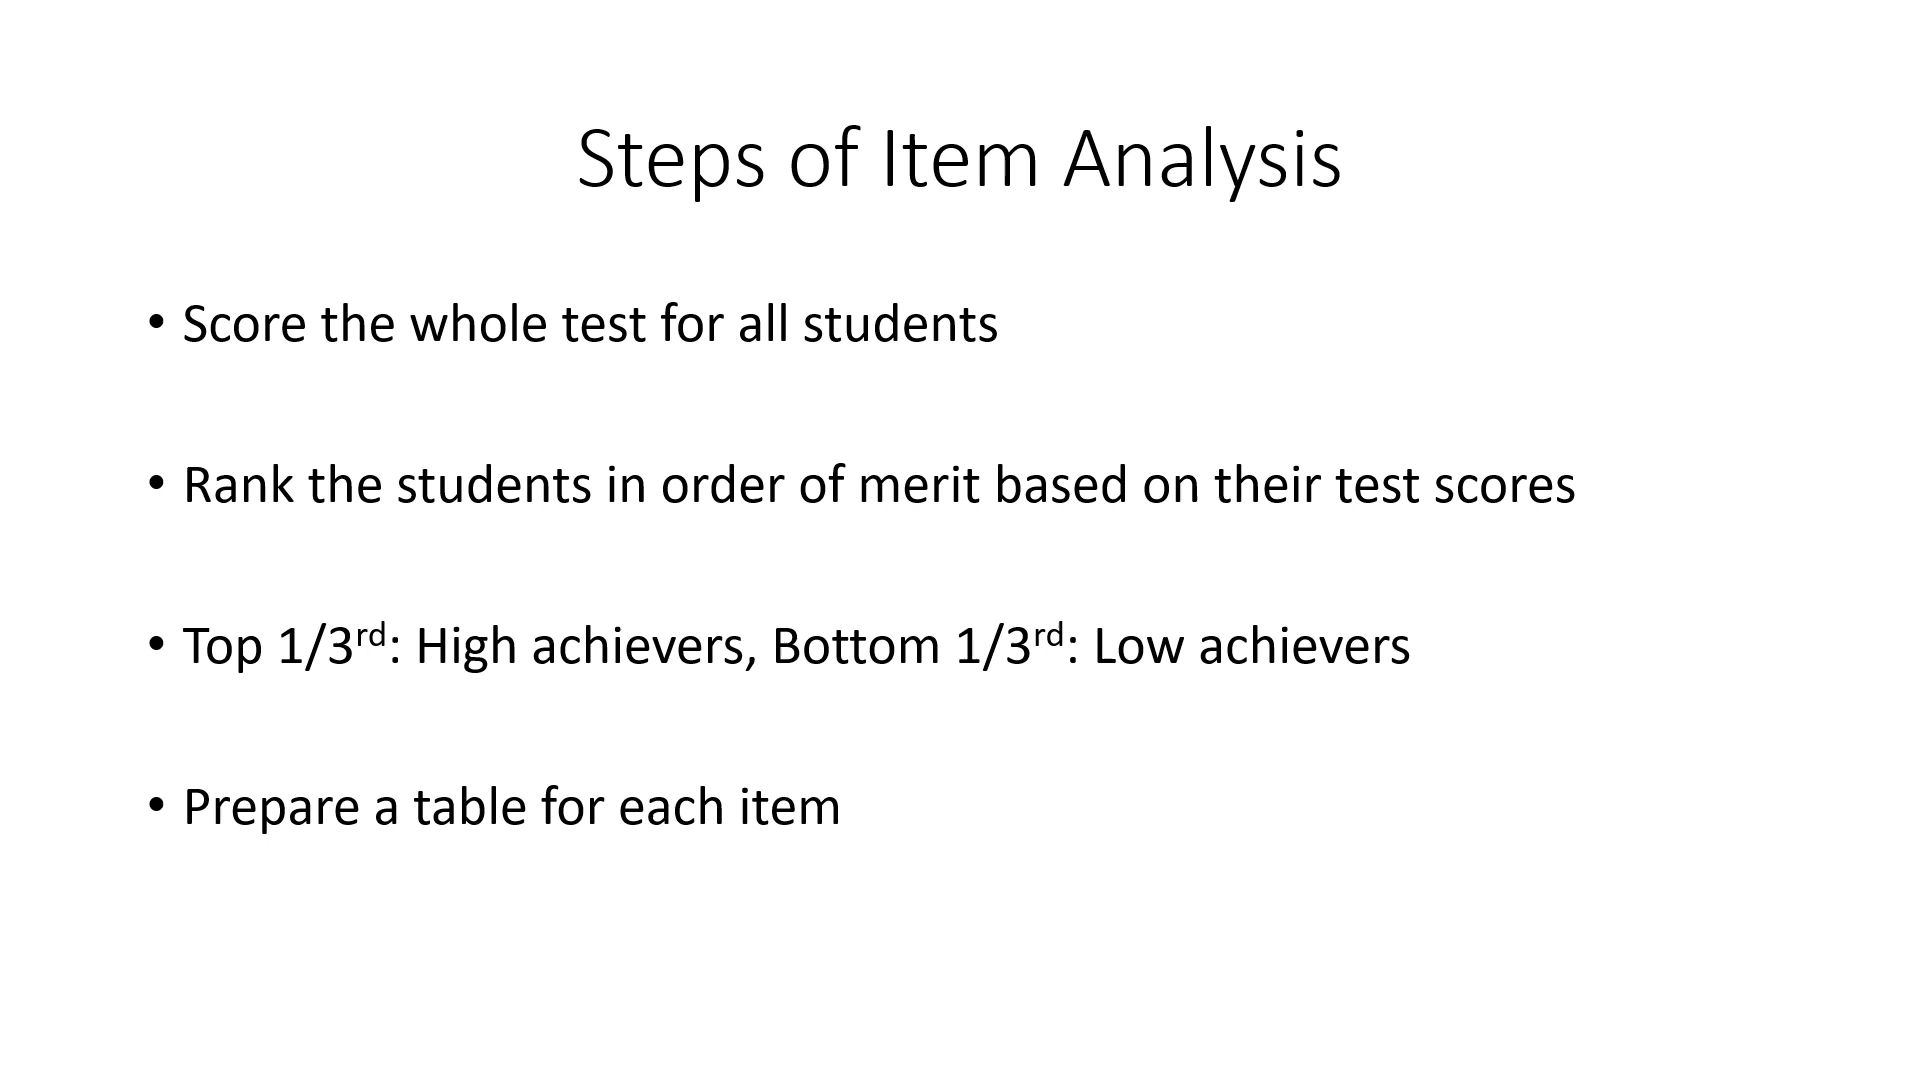 Steps of Item Analysis
• Score the whole test for all students
• Rank the students in order of merit based on their test scores
• Top 1/3rd: High achievers, Bottom 1/3rd: Low achievers
• Prepare a table for each item